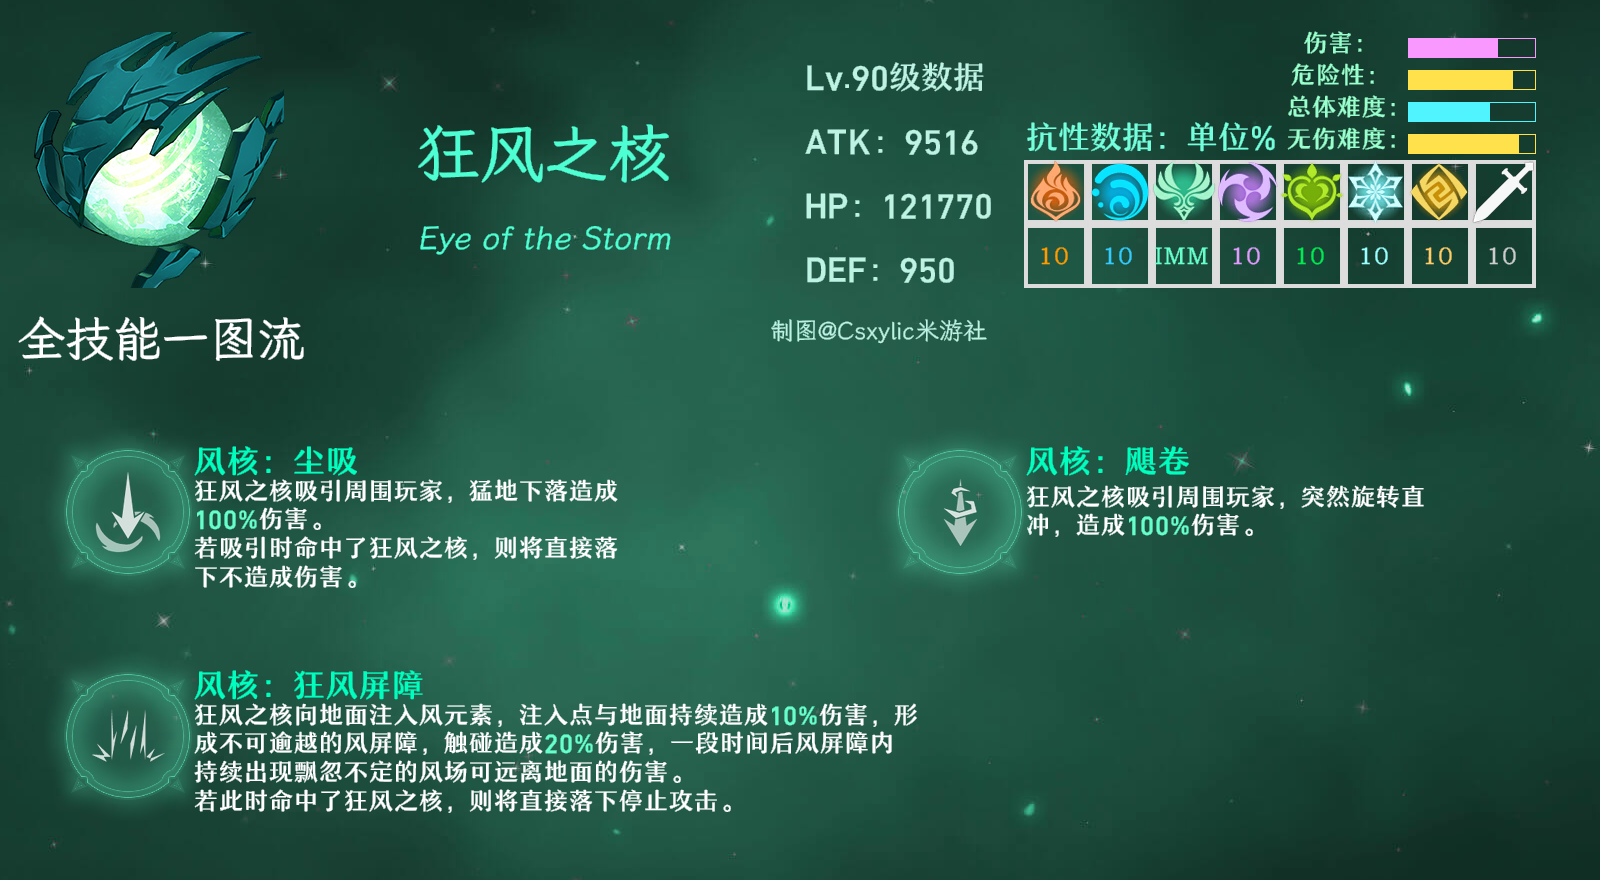 狂风之核
Eye of the Storm
全技能一图流
Lv.90级数据
ATK：9516
HP：121770
DEF：950
制图@Csxylic米游社
伤害：
危险性：
总体难度：
无伤难度：
抗性数据：单位%
10 10 IMM 10 10 10 10 10
风核：尘吸
狂风之核吸引周围玩家，猛地下落造成
100%伤害。
若吸引时命中了狂风之核，则将直接落
下不造成伤害。
风核：飓卷
狂风之核吸引周围玩家，突然旋转直
冲，造成100%伤害。
风核：狂风屏障
狂风之核向地面注入风元素，注入点与地面持续造成10%伤害，形
成不可逾越的风屏障，触碰造成20%伤害，一段时间后风屏障内
持续出现飘忽不定的风场可远离地面的伤害。
若此时命中了狂风之核，则将直接落下停止攻击。